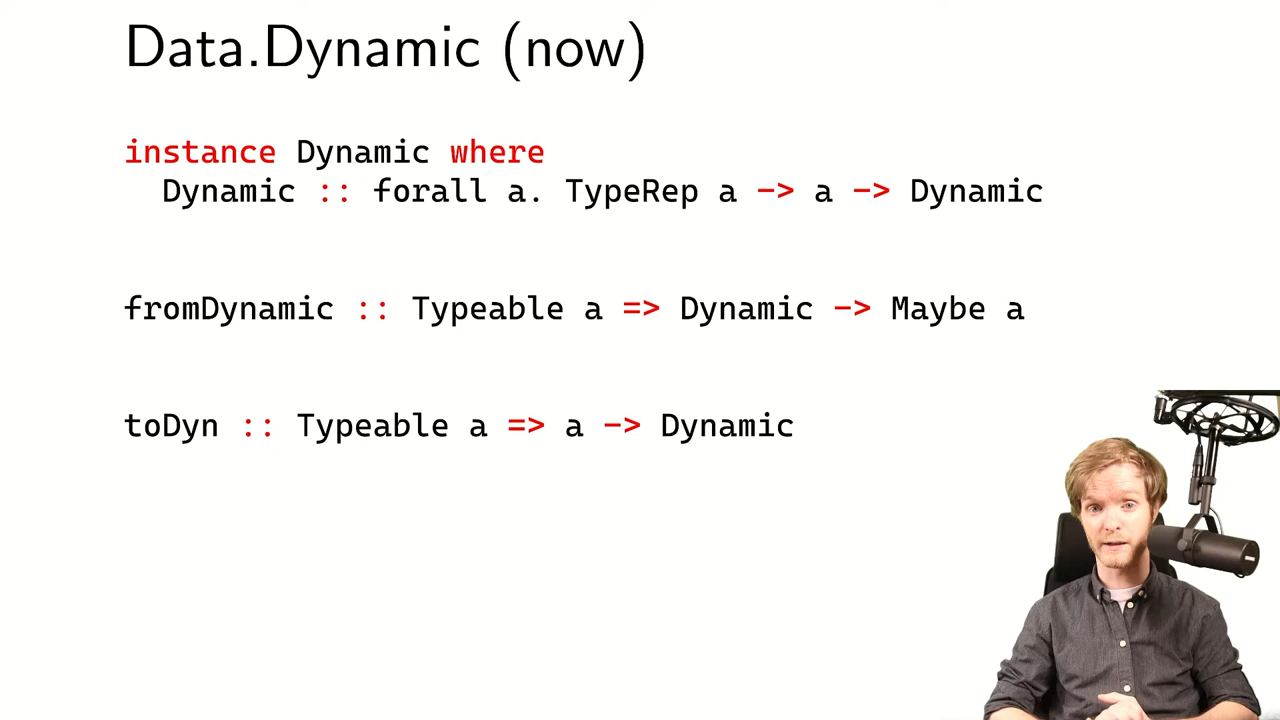 Data.Dynamic (now)
instance Dynamic where
Dynamic :: forall a. TypeRep a -> a -> Dynamic
fromDynamic :: Typeable a => Dynamic -> Maybe a
toDyn :: Typeable a => a -> Dynamic